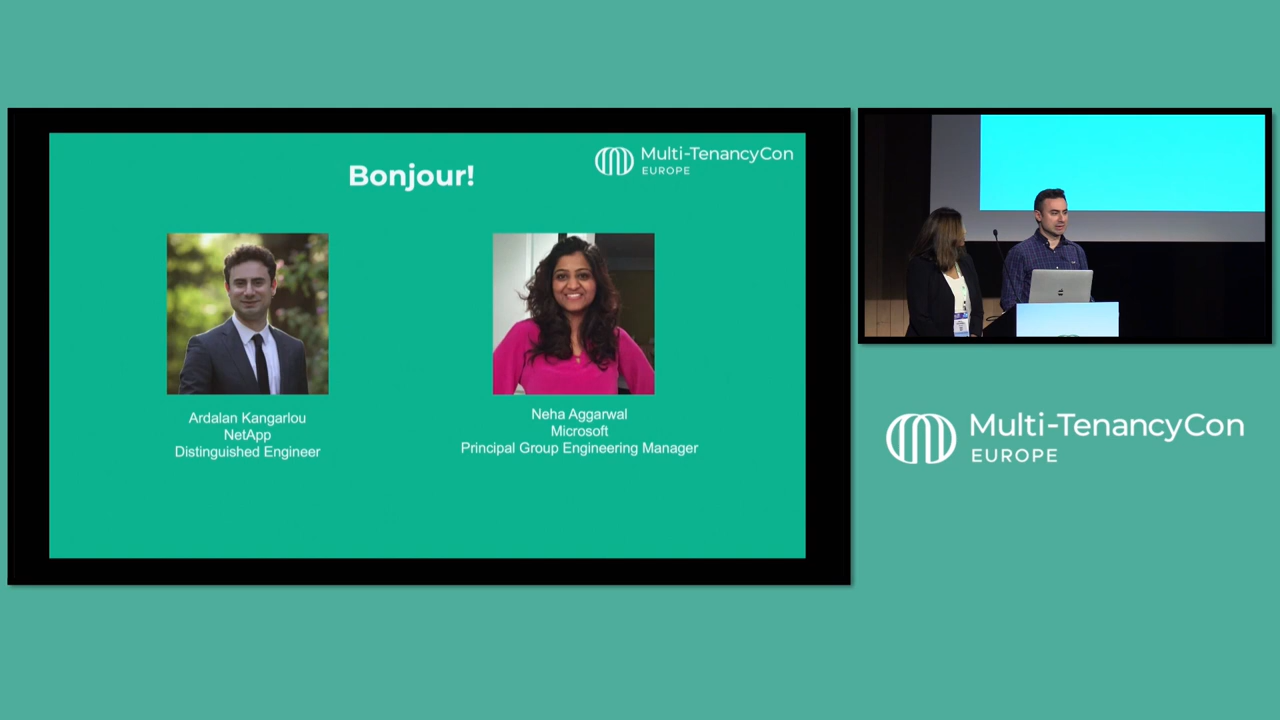 Bonjour!
Multi-TenancyCon
EUROPE
Ardalan Kangarlou
NetApp
Distinguished Engineer
Neha Aggarwal
Microsoft
Principal Group Engineering Manager
Multi-TenancyCon
EUROPE